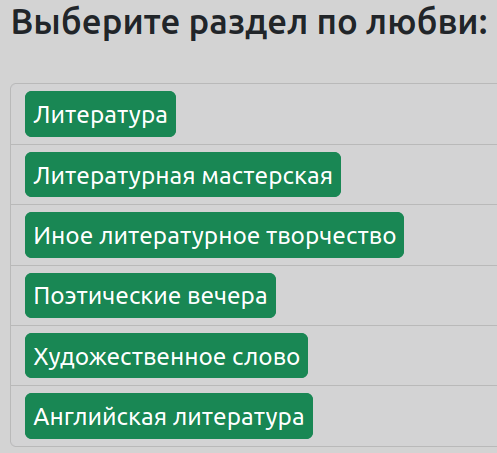 Выберите раздел по любви:
Литература
Литературная мастерская
Иное литературное творчество
Поэтические вечера
Художественное слово
Английская литература